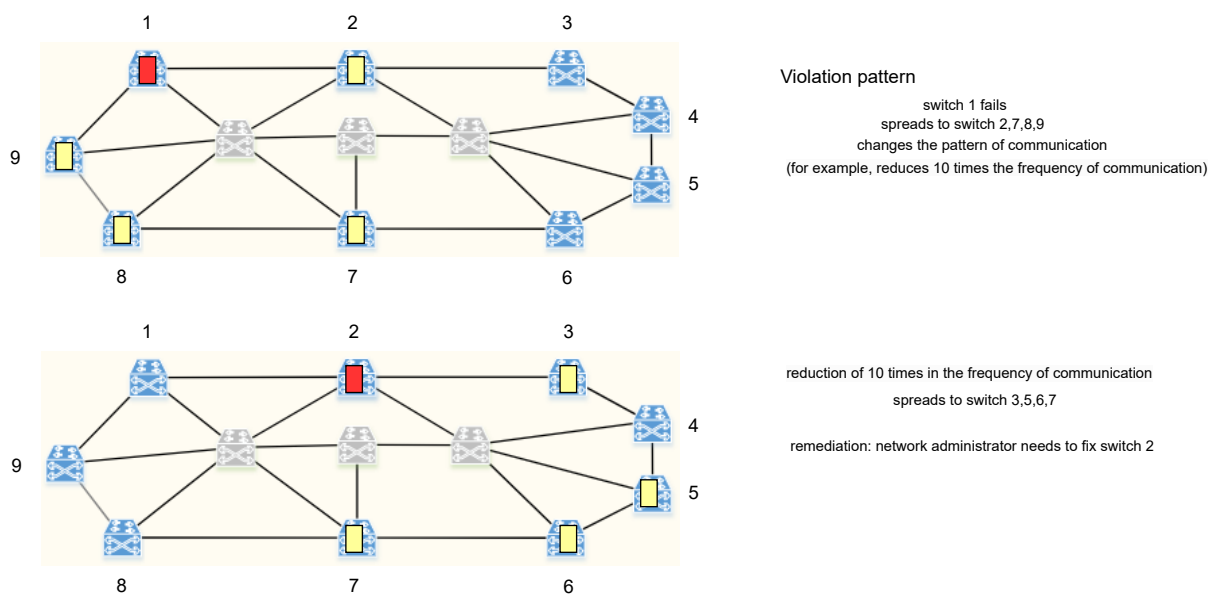 1
2
3
4
5
6
7
8
9
Violation pattern
switch 1 fails
spreads to switch 2,7,8,9
changes the pattern of communication
(for example, reduces 10 times the frequency of communication)
1
2
3
4
5
6
7
8
9
reduction of 10 times in the frequency of communication
spreads to switch 3,5,6,7
remediation: network administrator needs to fix switch 2